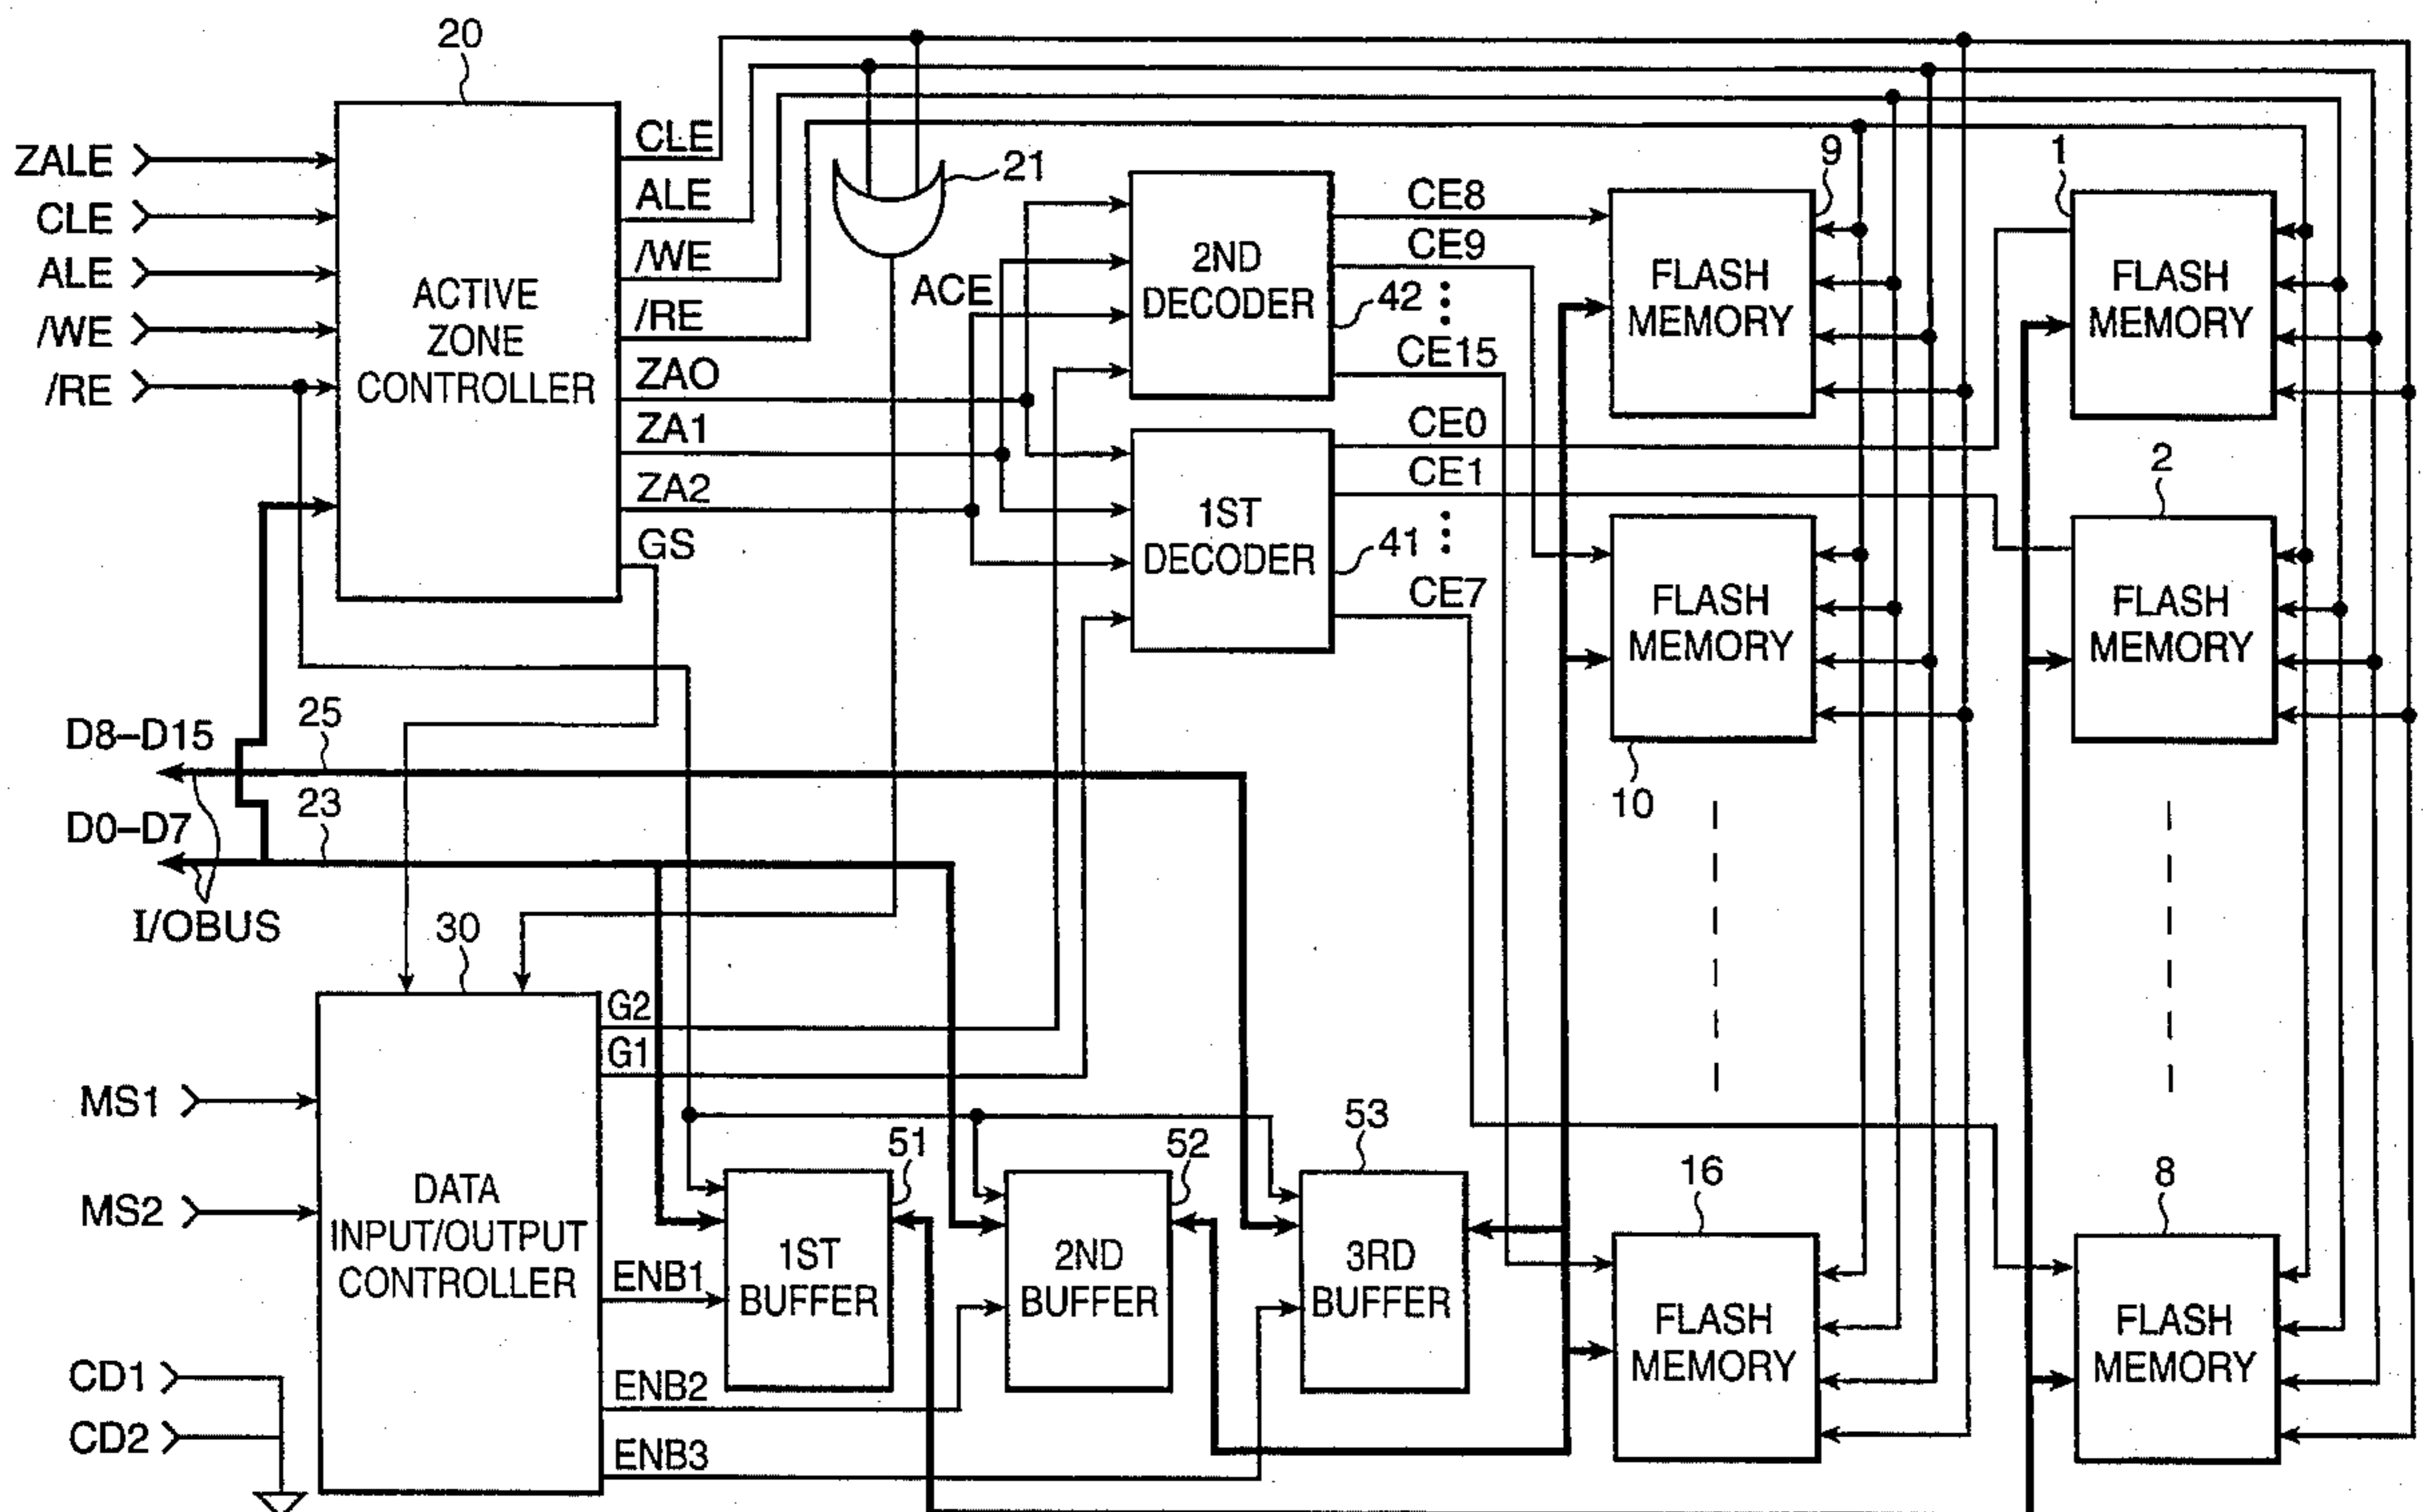 20
ZALE
CLE
ALE
/WE
/RE
ACTIVE
ZONE
CONTROLLER
CLE
ALE
/WE
/RE
ZAO
ZA1
ZA2
GS
21
ACE
2ND
DECODER
42
1ST
DECODER
41
CE8
CE9
CE15
CE0
CE1
CE7
9
FLASH
MEMORY
1
FLASH
MEMORY
FLASH
MEMORY
10
2
FLASH
MEMORY
D8–D15
25
D0–D7
23
I/OBUS
30
MS1
MS2
CD1
CD2
DATA
INPUT/OUTPUT
CONTROLLER
G2
G1
ENB1
ENB2
ENB3
51
1ST
BUFFER
52
2ND
BUFFER
53
3RD
BUFFER
16
FLASH
MEMORY
8
FLASH
MEMORY